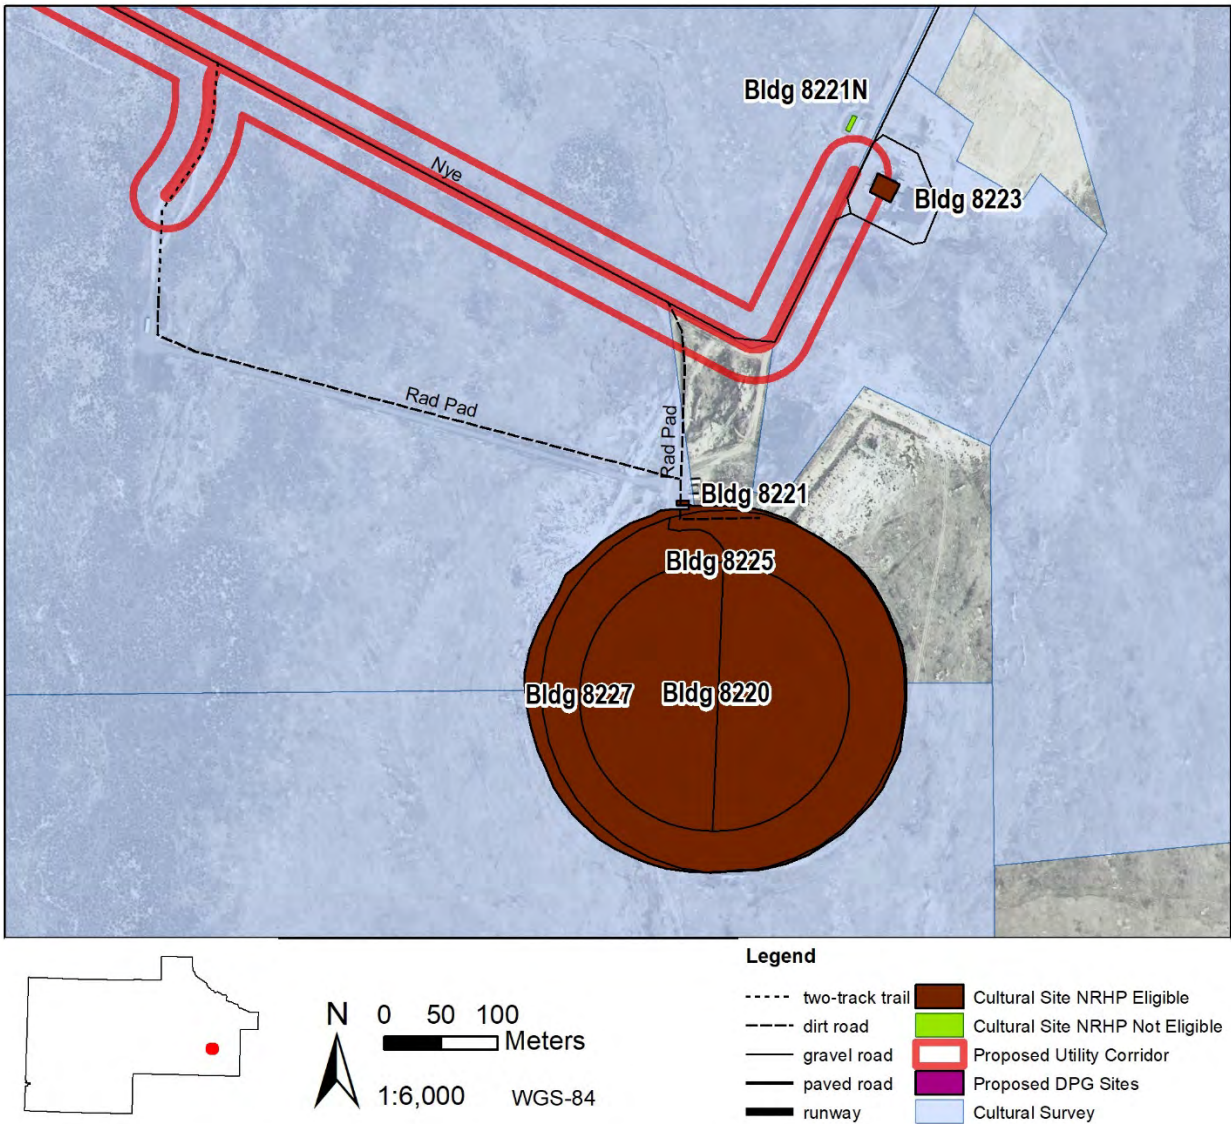 Bldg 8221N
Nye
Bldg 8223
Rad Pad
Rad Pad
Bldg 8221
Bldg 8225
Bldg 8227
Bldg 8220
Legend
two-track trail
dirt road
gravel road
paved road
runway
Cultural Site NRHP Eligible
Cultural Site NRHP Not Eligible
Proposed Utility Corridor
Proposed DPG Sites
Cultural Survey
N
0 50 100
Meters
1:6,000 WGS-84